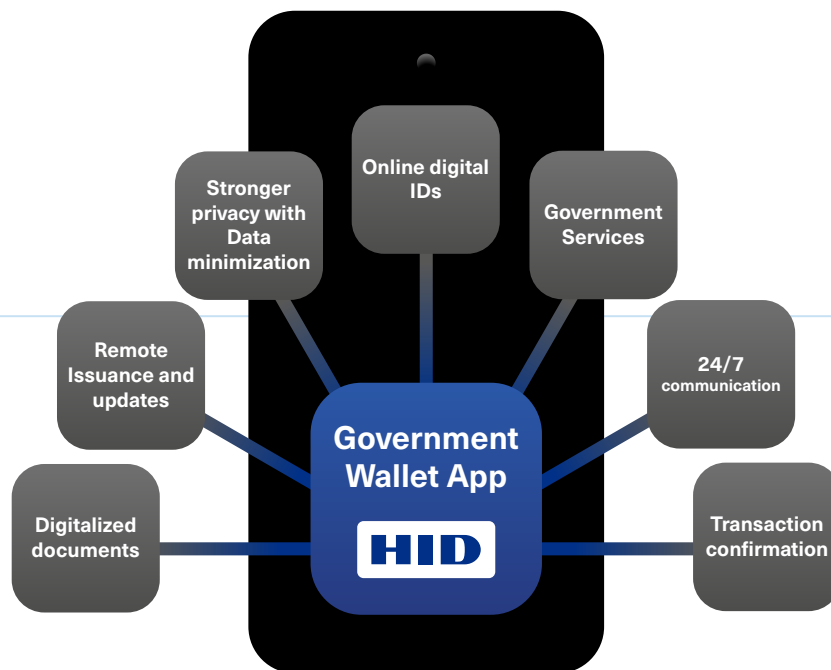 Online digital
IDs
Stronger
privacy with
Data
minimization
Government
Services
Remote
Issuance and
updates
24/7
communication
Government
Wallet App
HID
Digitalized
documents
Transaction
confirmation